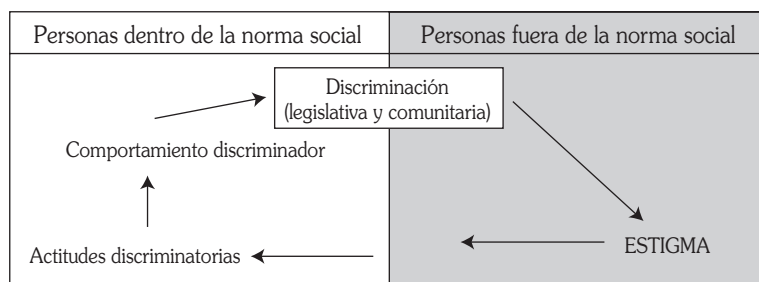 Personas dentro de la norma social
Personas fuera de la norma social
Discriminación
(legislativa y comunitaria)
Comportamiento discriminador
Actitudes discriminatorias
ESTIGMA